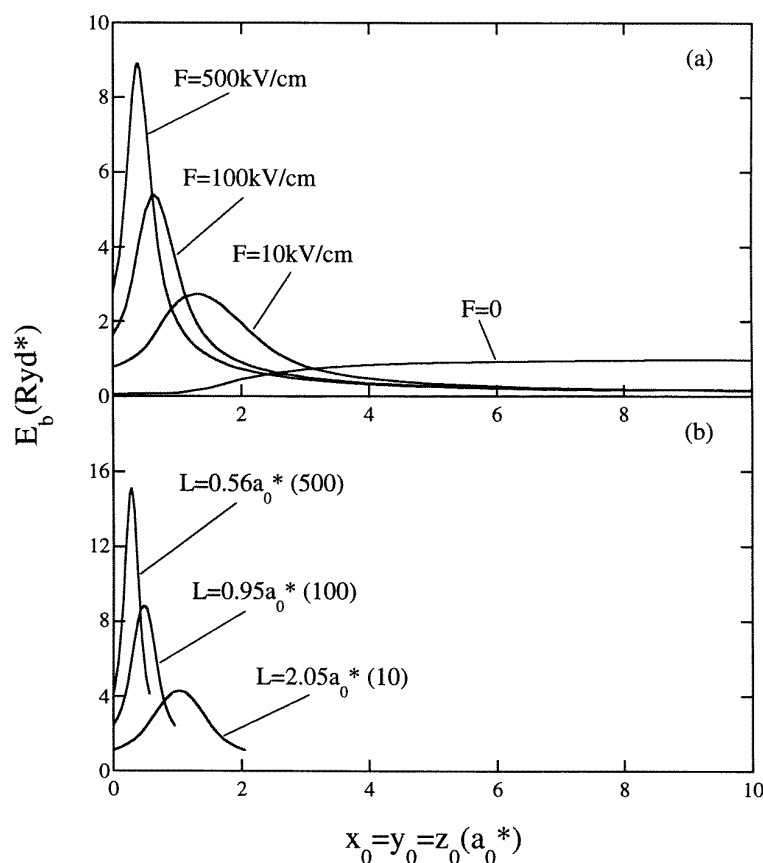 10
(a)
F=500kV/cm
8
6
F=100kV/cm
4
F=10kV/cm
F=0
2
0
2 4 6 8
E_b(Ryd*)
(b)
16
L=0.56a_0* (500)
12
L=0.95a_0* (100)
8
L=2.05a_0* (10)
4
0
0 2 4 6 8 10
x_0=y_0=z_0(a_0*)